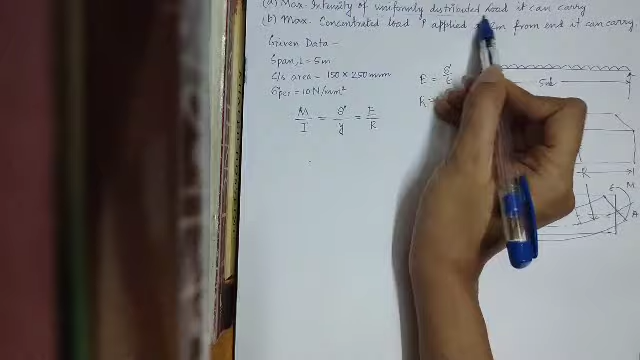 (a) Max. Intensity of uniformly distributed load it can carry
(b) Max. Concentrated load P applied 2m from end it can carry.
Given Data –
Span, L = 5m
C/s area – 150 × 250 mm
σper = 10 N/mm²
M/I = σ/y = E/R
E = σ/ε
5m
R =
R
M